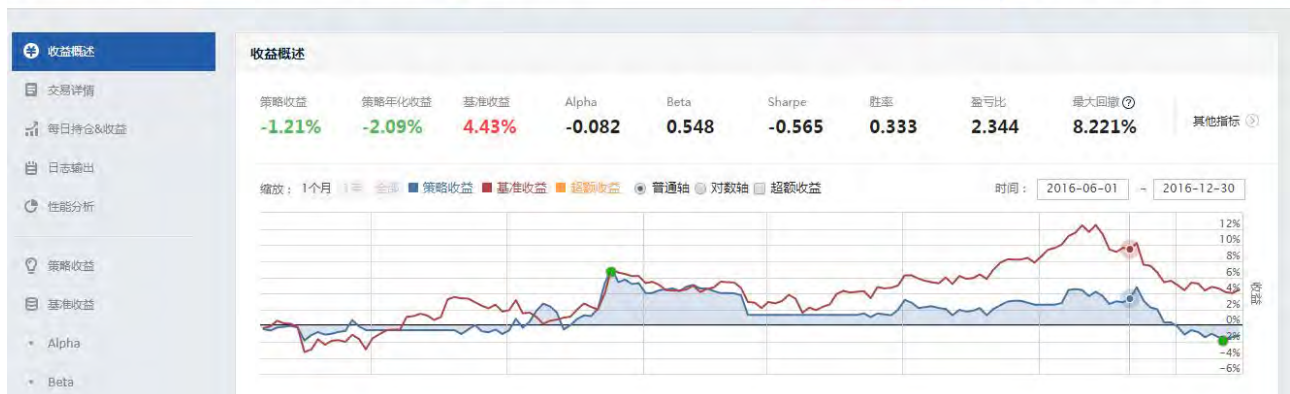 收益概述
交易详情
每日持仓&收益
日志输出
性能分析
策略收益
基准收益
Alpha
Beta
收益概述
策略收益 策略年化收益 基准收益 Alpha Beta Sharpe 胜率 盈亏比 最大回撤
-1.21% -2.09% 4.43% -0.082 0.548 -0.565 0.333 2.344 8.221% 其他指标
缩放： 1个月 1年 全部 策略收益 基准收益 超额收益 普通轴 对数轴 超额收益 时间： 2016-06-01 - 2016-12-30
12%
10%
8%
6%
4%
2%
0%
-2%
-4%
-6%
收益